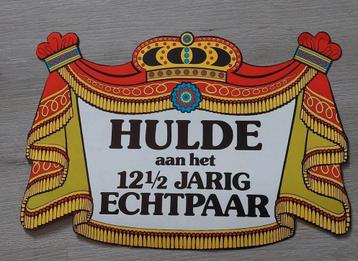 HULDE
aan het
12½ JARIG
ECHTPAAR